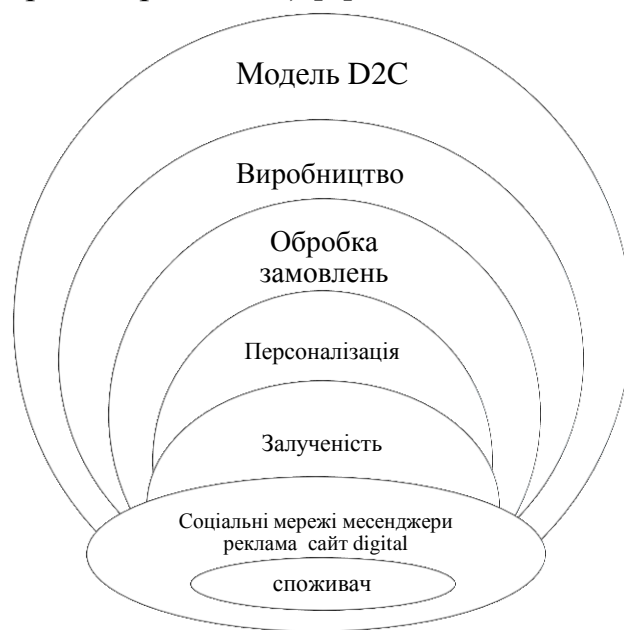 Модель D2C
Виробництво
Обробка
замовлень
Персоналізація
Залученість
Соціальні мережі месенджери
реклама сайт digital
споживач